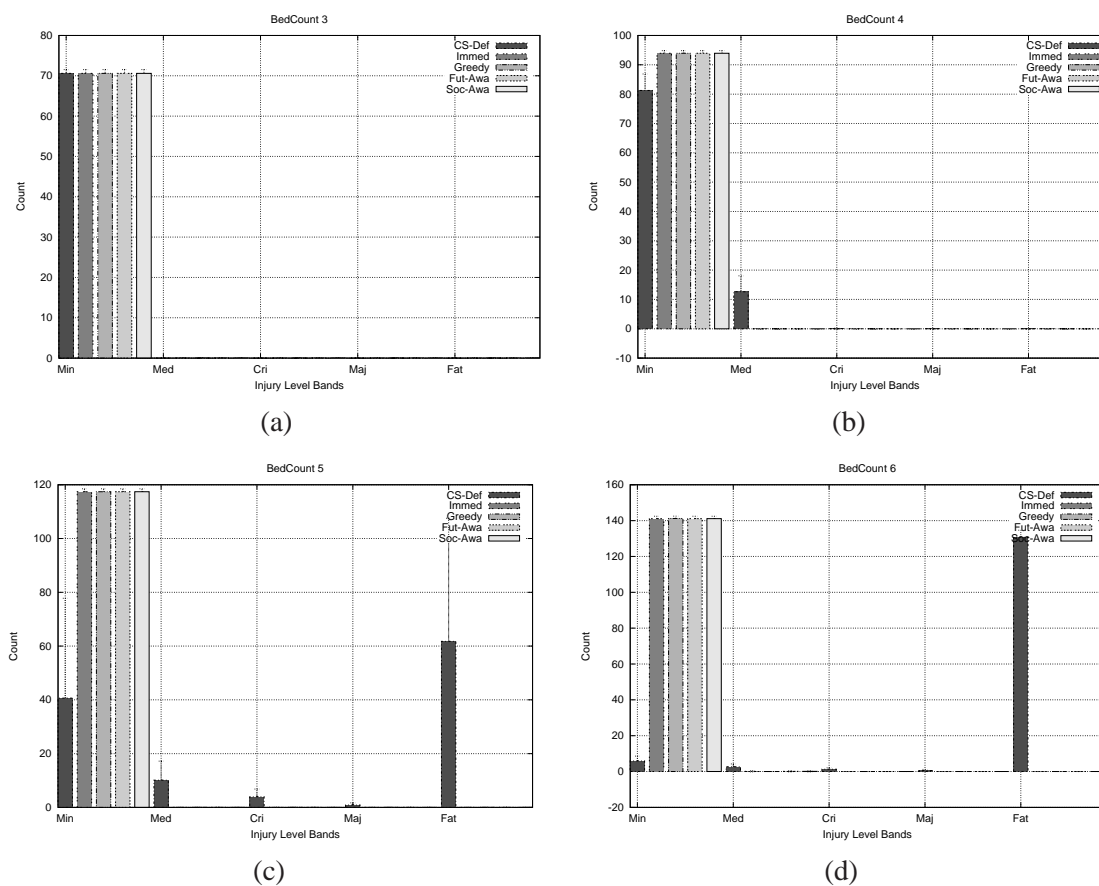 BedCount 3
80
70
60
50
40
30
20
10
0
Count
CS-Def
Immed
Greedy
Fut-Awa
Soc-Awa
Min Med Cri Maj Fat
Injury Level Bands
(a)
BedCount 4
100
90
80
70
60
50
40
30
20
10
0
-10
Count
CS-Def
Immed
Greedy
Fut-Awa
Soc-Awa
Min Med Cri Maj Fat
Injury Level Bands
(b)
BedCount 5
120
100
80
60
40
20
0
Count
CS-Def
Immed
Greedy
Fut-Awa
Soc-Awa
Min Med Cri Maj Fat
Injury Level Bands
(c)
BedCount 6
160
140
120
100
80
60
40
20
0
-20
Count
CS-Def
Immed
Greedy
Fut-Awa
Soc-Awa
Min Med Cri Maj Fat
Injury Level Bands
(d)